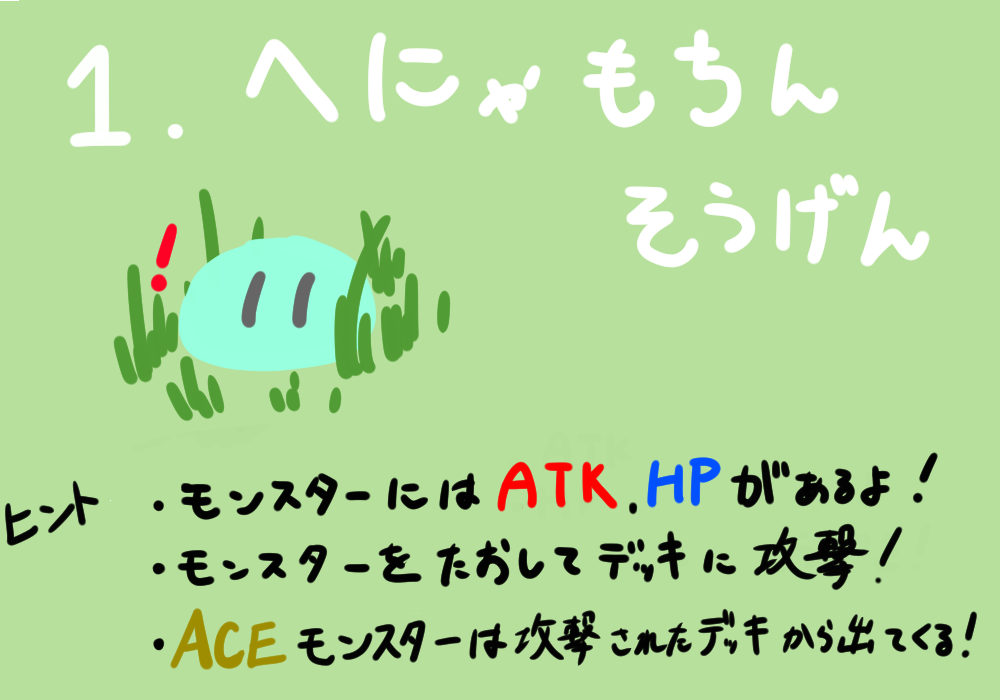 1. へにゃもちん
そうげん
!
ヒント
・モンスターにはATK.HPがあるよ!
・モンスターをたおしてデッキに攻撃!
・ACEモンスターは攻撃されたデッキから出てくる!